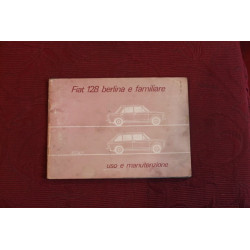 Fiat 128 berlina e familiare
uso e manutenzione